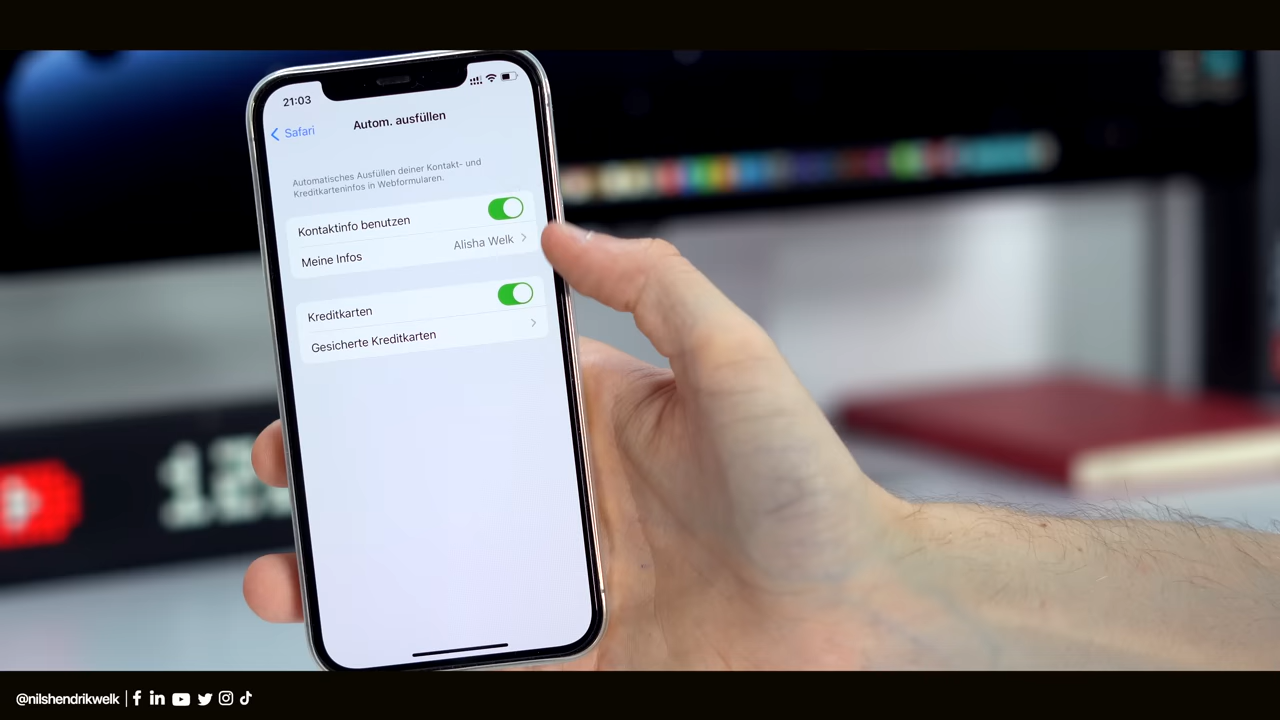 21:03
Safari
Autom. ausfüllen
Automatisches Ausfüllen deiner Kontakt- und
Kreditkarteninfos in Webformularen.
Kontaktinfo benutzen
Meine Infos
Alisha Welk
Kreditkarten
Gesicherte Kreditkarten
@nilshendrikwelk